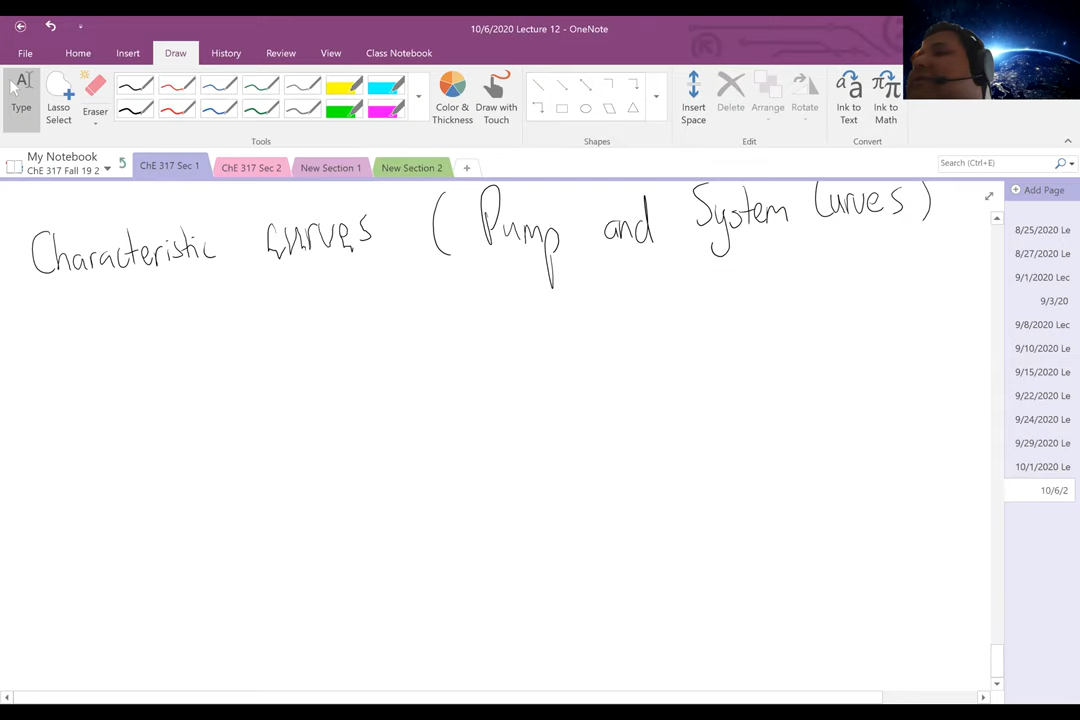 10/6/2020 Lecture 12 - OneNote
File Home Insert Draw History Review View Class Notebook
Type Lasso Select Eraser Color & Thickness Draw with Touch Insert Space Delete Arrange Rotate Ink to Text Ink to Math
Tools Shapes Edit Convert
My Notebook
ChE 317 Fall 19 2
ChE 317 Sec 1 ChE 317 Sec 2 New Section 1 New Section 2 Search (Ctrl+E)
Add Page
Characteristic curves (Pump and System Curves)
8/25/2020 Le
8/27/2020 Le
9/1/2020 Lec
9/3/20
9/8/2020 Lec
9/10/2020 Le
9/15/2020 Le
9/22/2020 Le
9/24/2020 Le
9/29/2020 Le
10/1/2020 Le
10/6/2